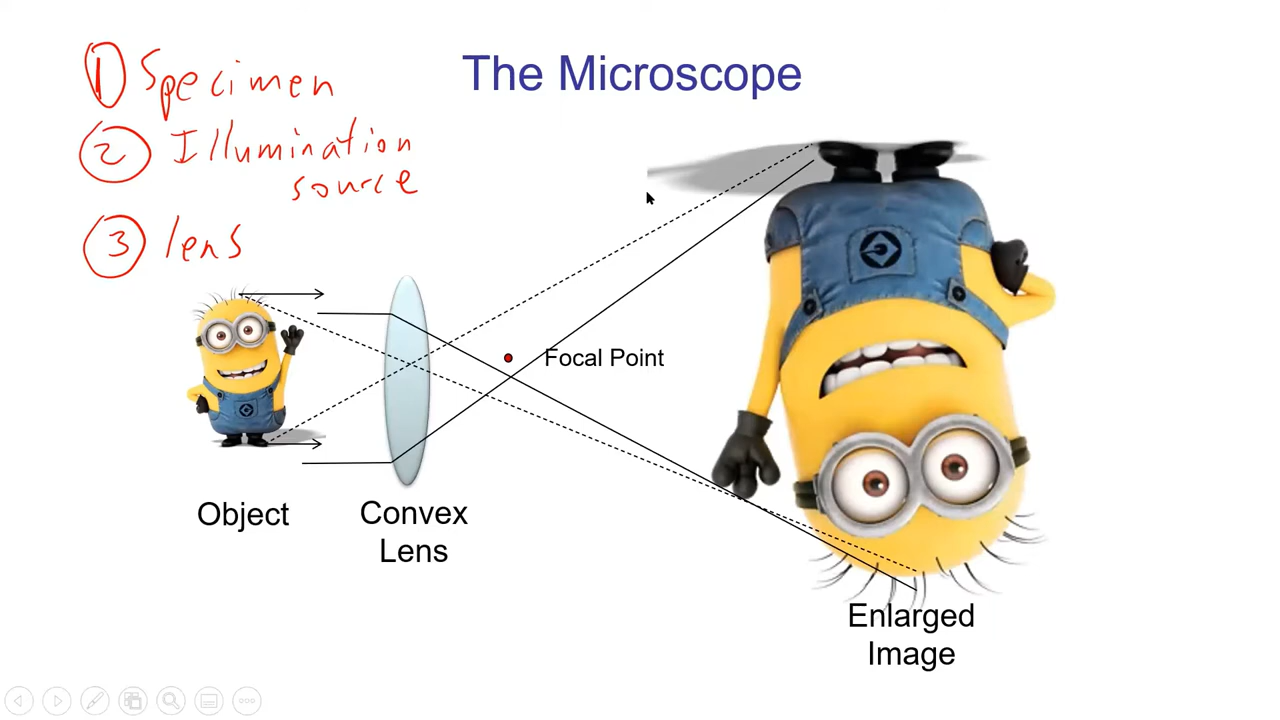 The Microscope
1 Specimen
2 Illumination
source
3 lens
Focal Point
Object
Convex
Lens
Enlarged
Image